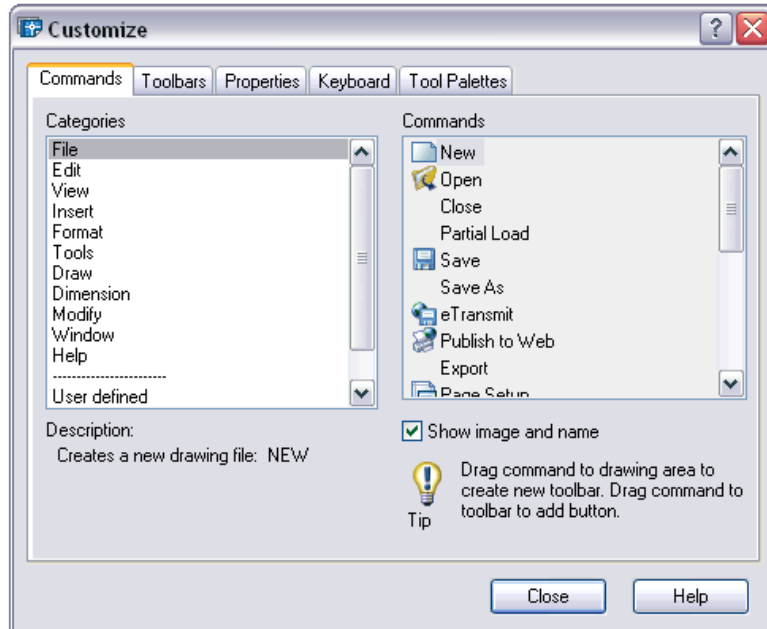 Customize
Commands Toolbars Properties Keyboard Tool Palettes
Categories
File
Edit
View
Insert
Format
Tools
Draw
Dimension
Modify
Window
Help
------------------------
User defined
Description:
Creates a new drawing file: NEW
Commands
New
Open
Close
Partial Load
Save
Save As
eTransmit
Publish to Web
Export
Page Setup
Show image and name
Tip
Drag command to drawing area to
create new toolbar. Drag command to
toolbar to add button.
Close Help